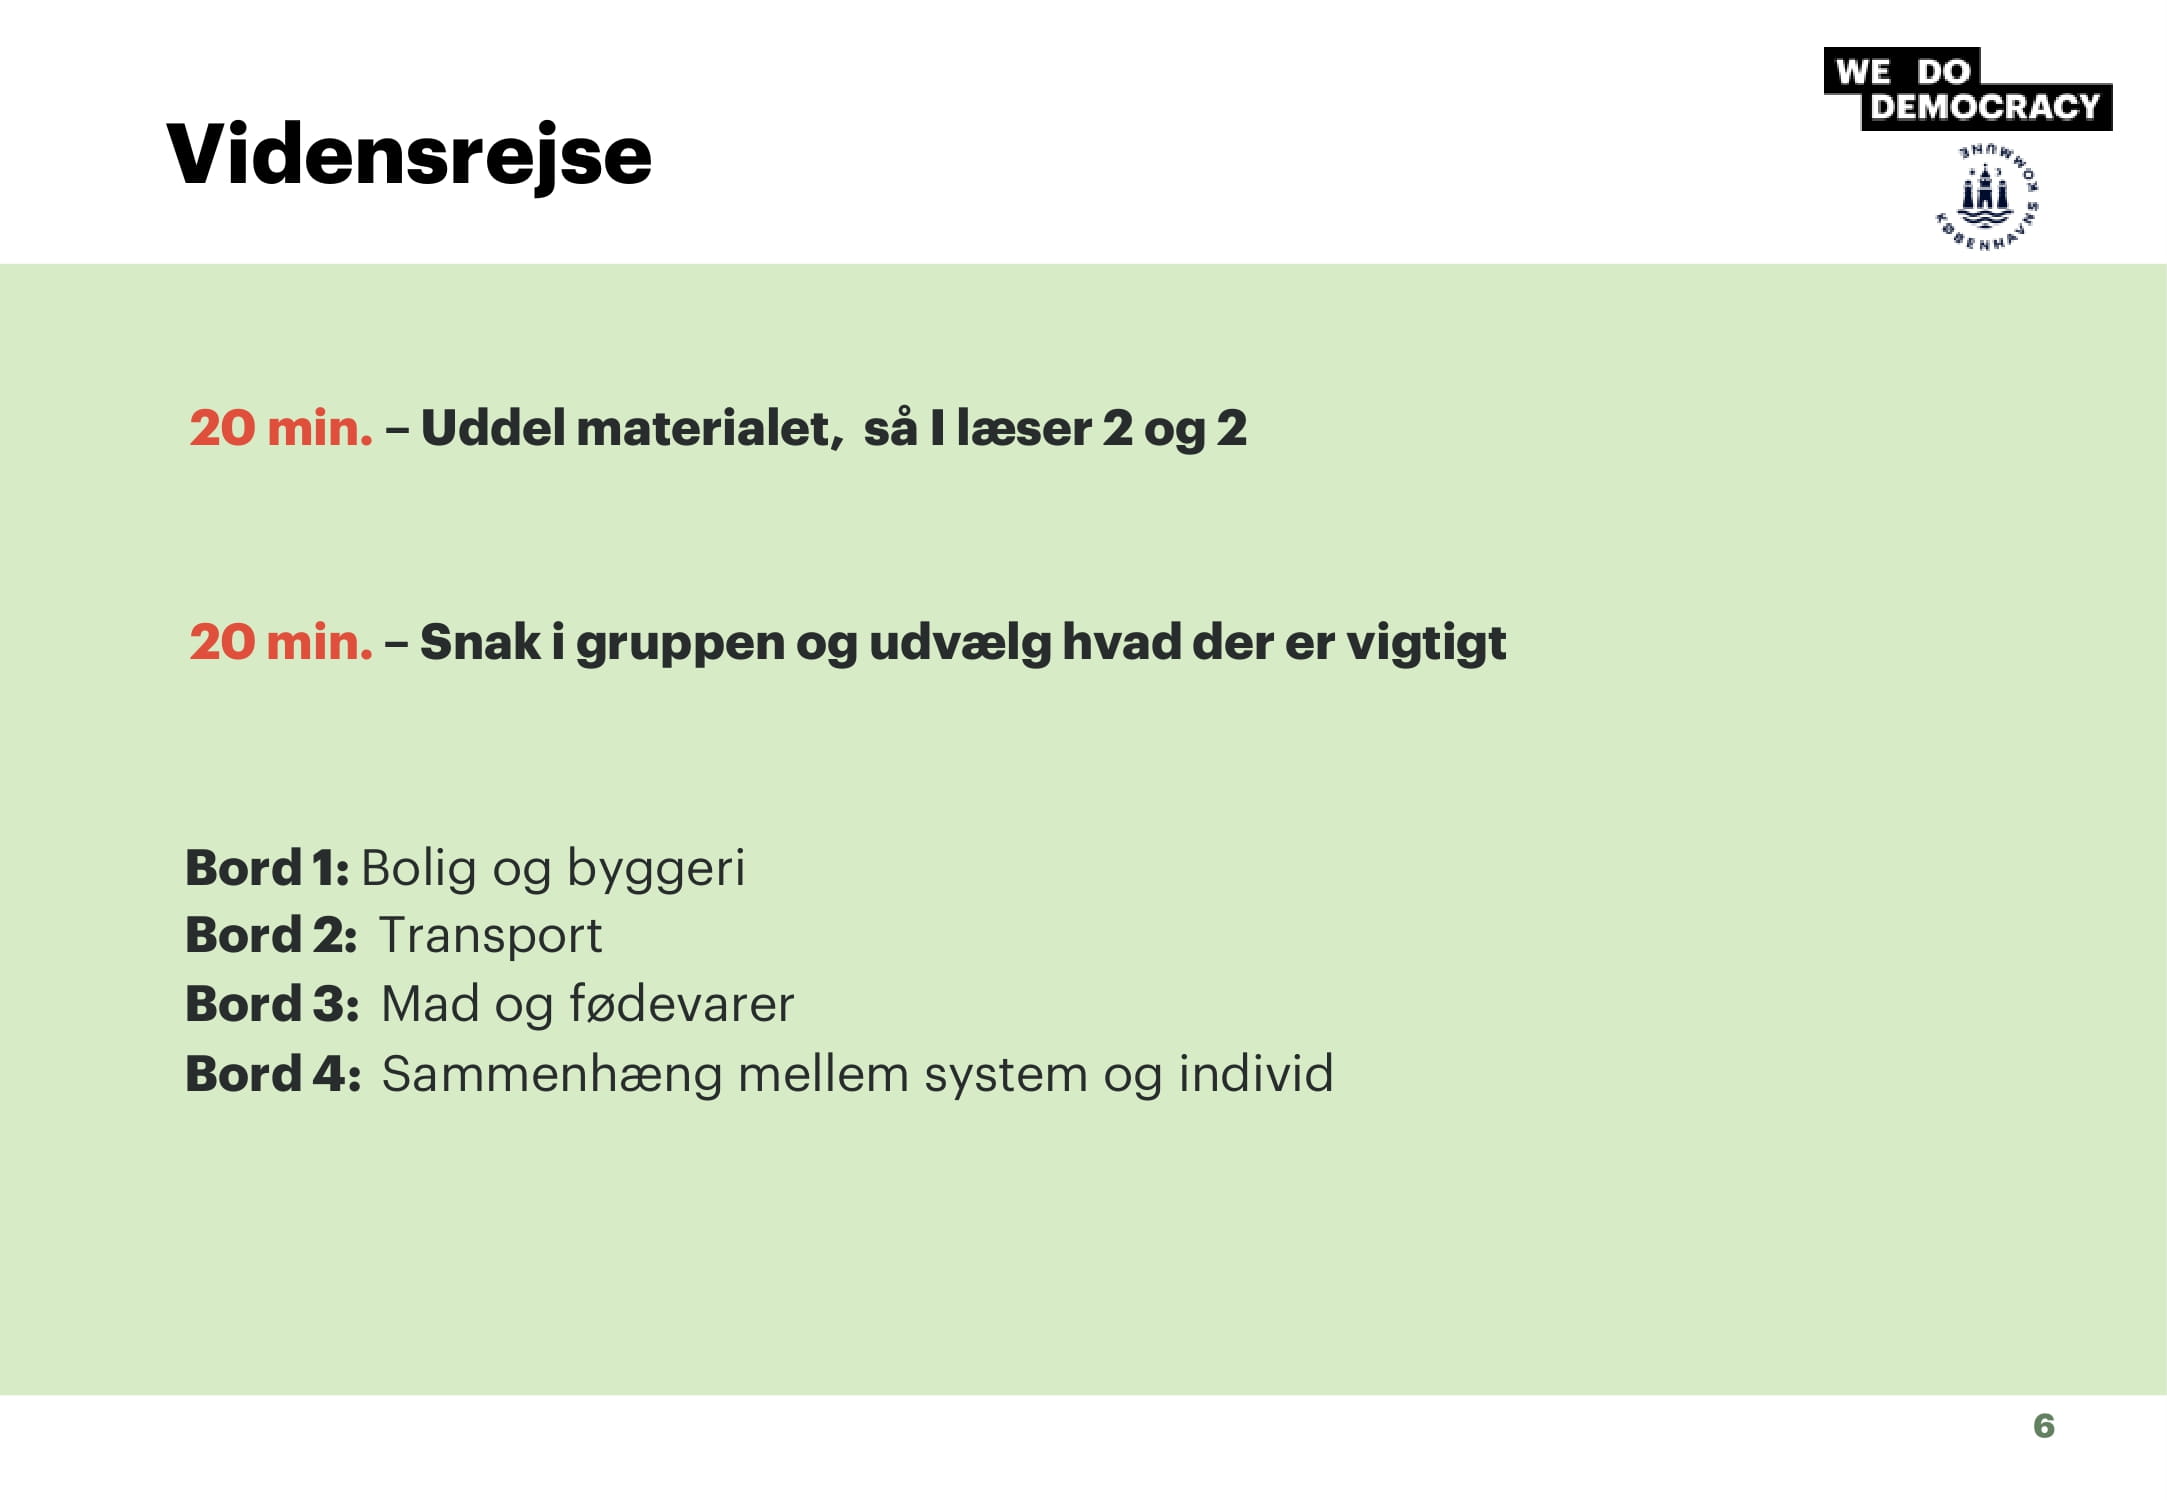 WE DO
DEMOCRACY
KØBENHAVNS KOMMUNE
Vidensrejse
20 min. – Uddel materialet, så I læser 2 og 2
20 min. – Snak i gruppen og udvælg hvad der er vigtigt
Bord 1: Bolig og byggeri
Bord 2: Transport
Bord 3: Mad og fødevarer
Bord 4: Sammenhæng mellem system og individ
6